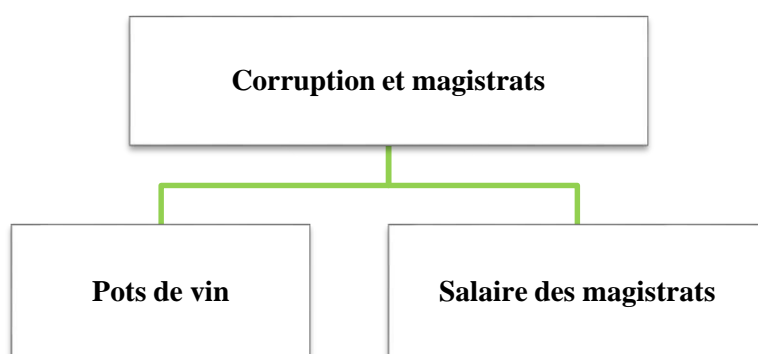 Corruption et magistrats
Pots de vin
Salaire des magistrats